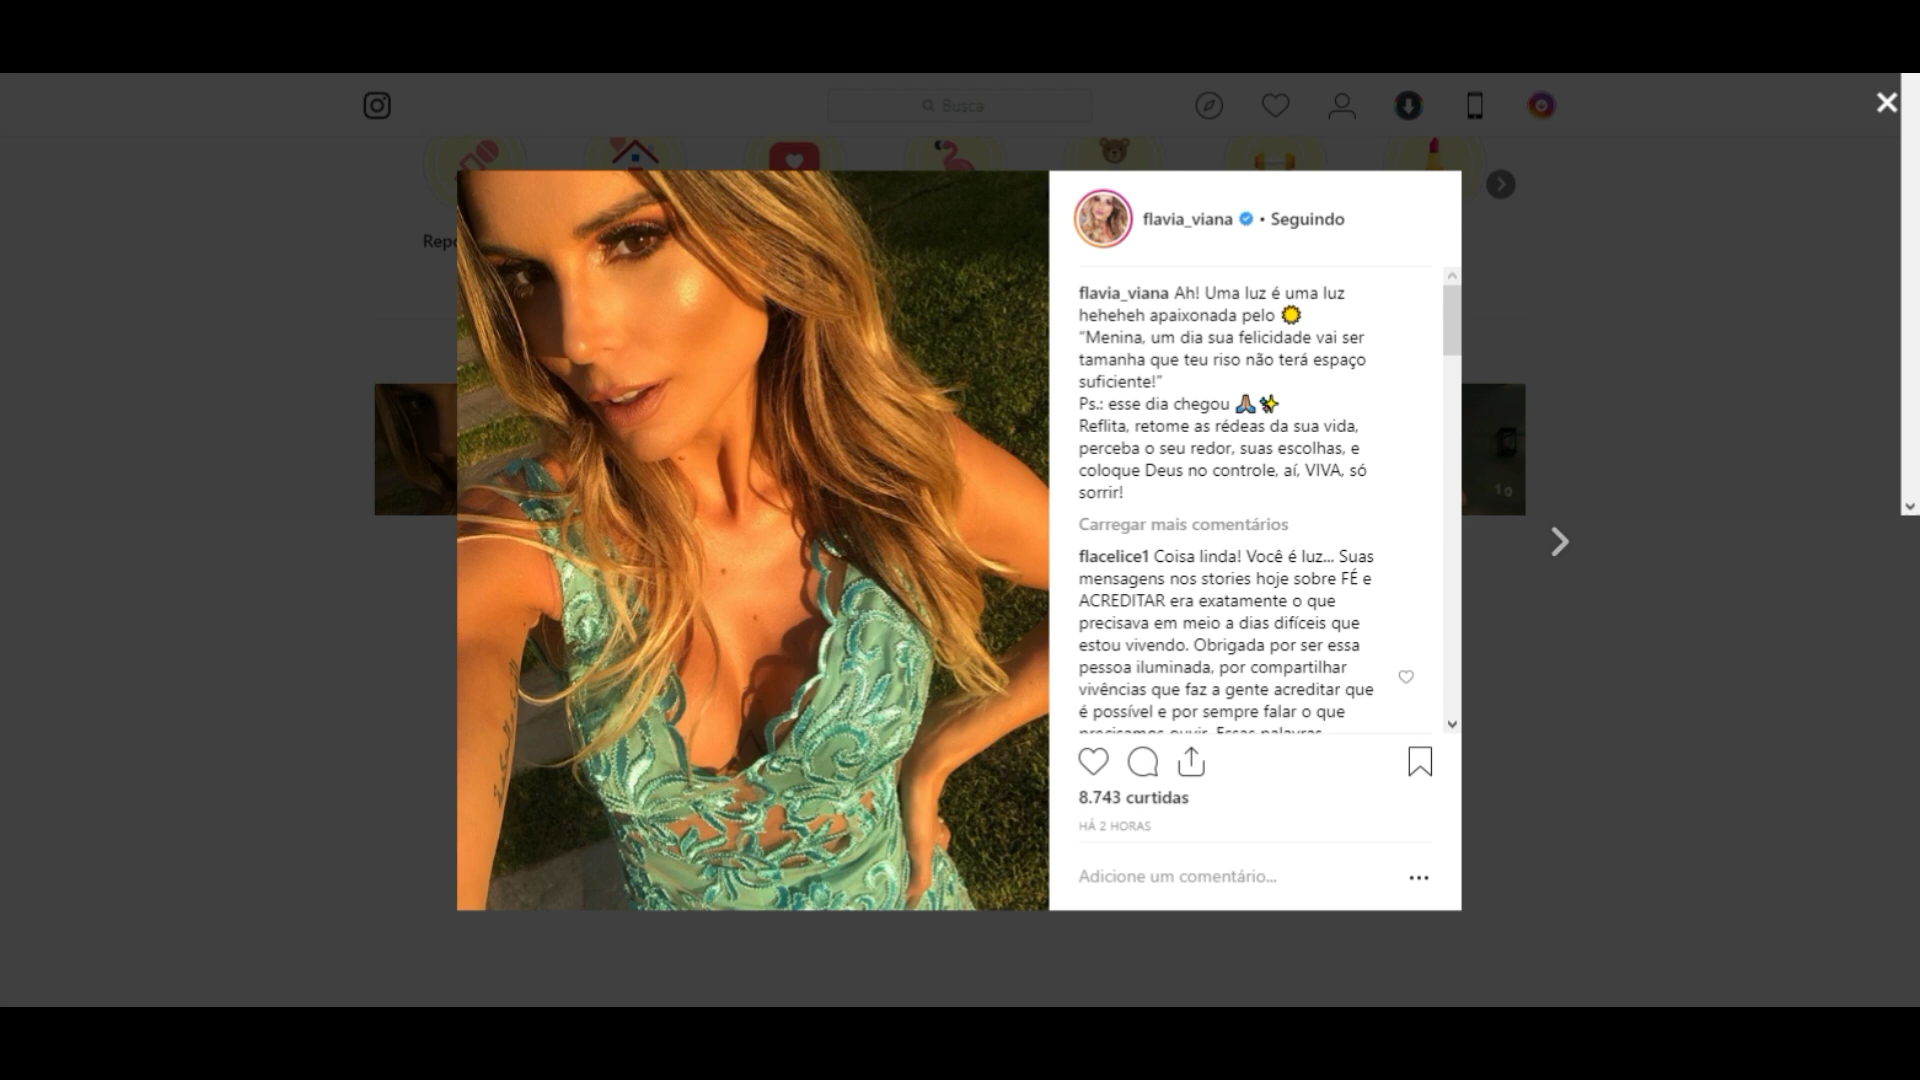 Busca
Repo
flavia_viana • Seguindo
flavia_viana Ah! Uma luz é uma luz
heheheh apaixonada pelo
“Menina, um dia sua felicidade vai ser
tamanha que teu riso não terá espaço
suficiente!”
Ps.: esse dia chegou
Reflita, retome as rédeas da sua vida,
perceba o seu redor, suas escolhas, e
coloque Deus no controle, aí, VIVA, só
sorrir!
Carregar mais comentários
flacelice1 Coisa linda! Você é luz... Suas
mensagens nos stories hoje sobre FÉ e
ACREDITAR era exatamente o que
precisava em meio a dias difíceis que
estou vivendo. Obrigada por ser essa
pessoa iluminada, por compartilhar
vivências que faz a gente acreditar que
é possível e por sempre falar o que
precisamos ouvir. Essas palavras
8.743 curtidas
HÁ 2 HORAS
Adicione um comentário...